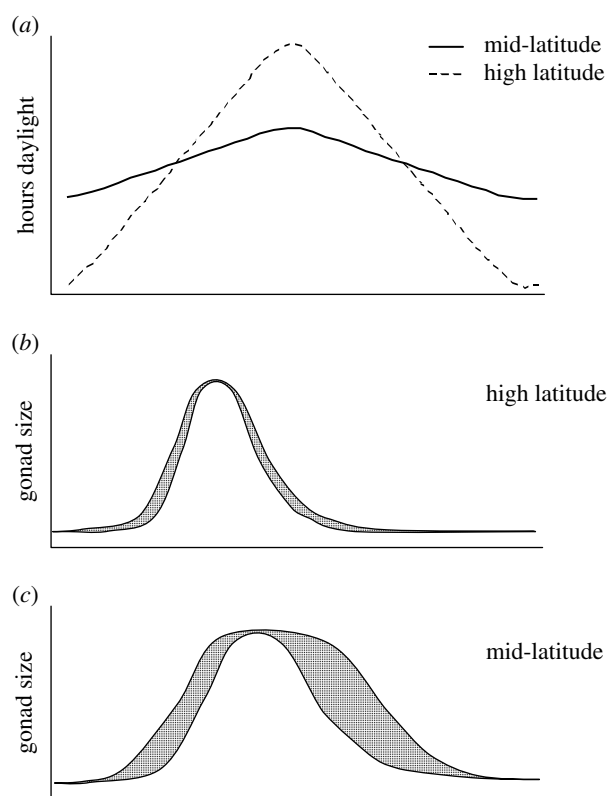 (a)
mid-latitude
high latitude
hours daylight
(b)
high latitude
gonad size
(c)
mid-latitude
gonad size